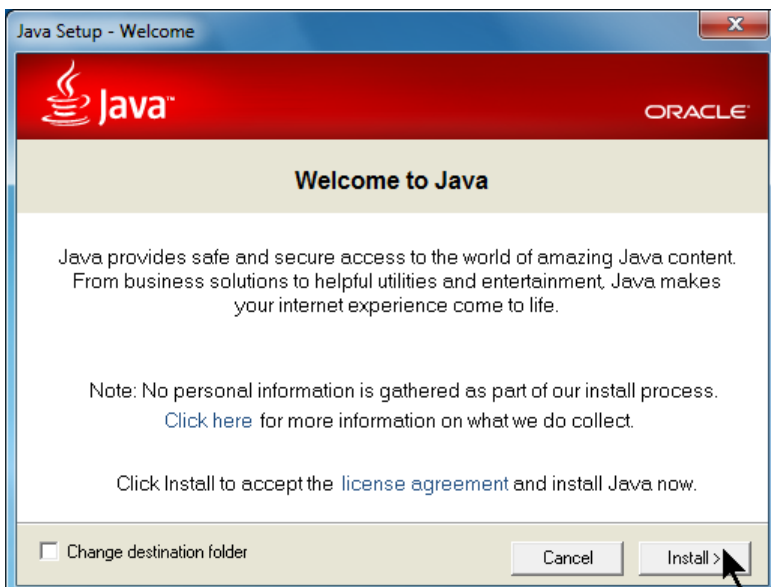 Java Setup - Welcome
Java™
ORACLE®
Welcome to Java
Java provides safe and secure access to the world of amazing Java content.
From business solutions to helpful utilities and entertainment, Java makes
your internet experience come to life.
Note: No personal information is gathered as part of our install process.
Click here for more information on what we do collect.
Click Install to accept the license agreement and install Java now.
Change destination folder
Cancel
Install >